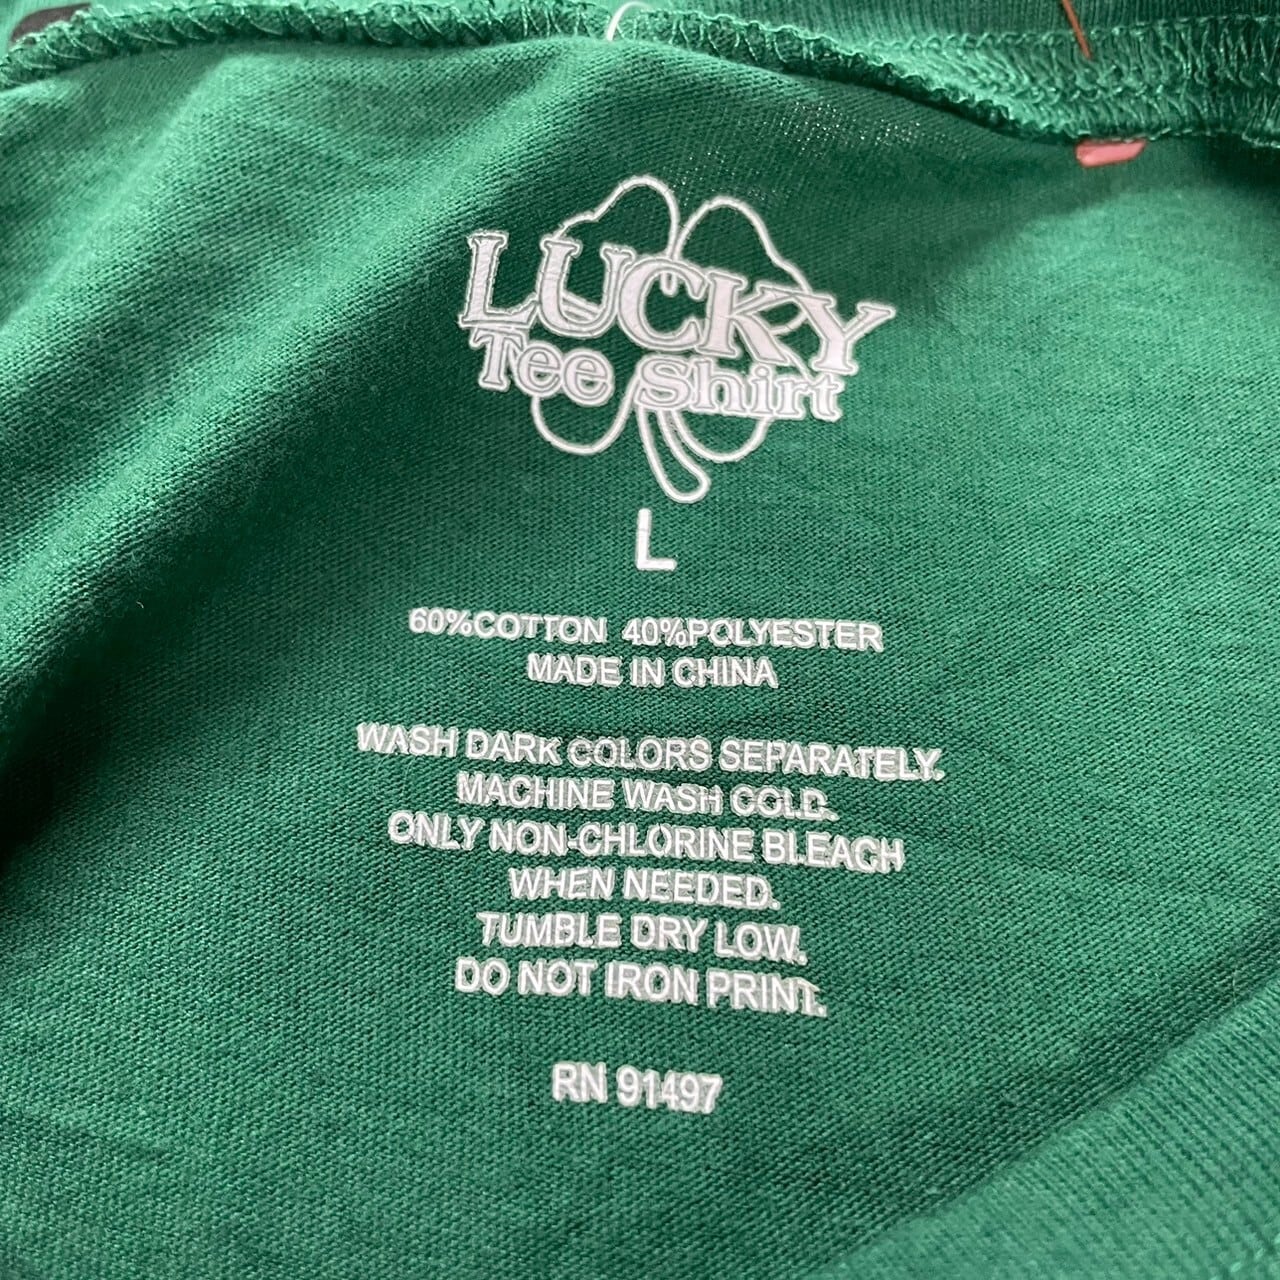 LUCKY
Tee Shirt
L
60%COTTON 40%POLYESTER
MADE IN CHINA
WASH DARK COLORS SEPARATELY.
MACHINE WASH COLD.
ONLY NON-CHLORINE BLEACH
WHEN NEEDED.
TUMBLE DRY LOW.
DO NOT IRON PRINT.
RN 91497